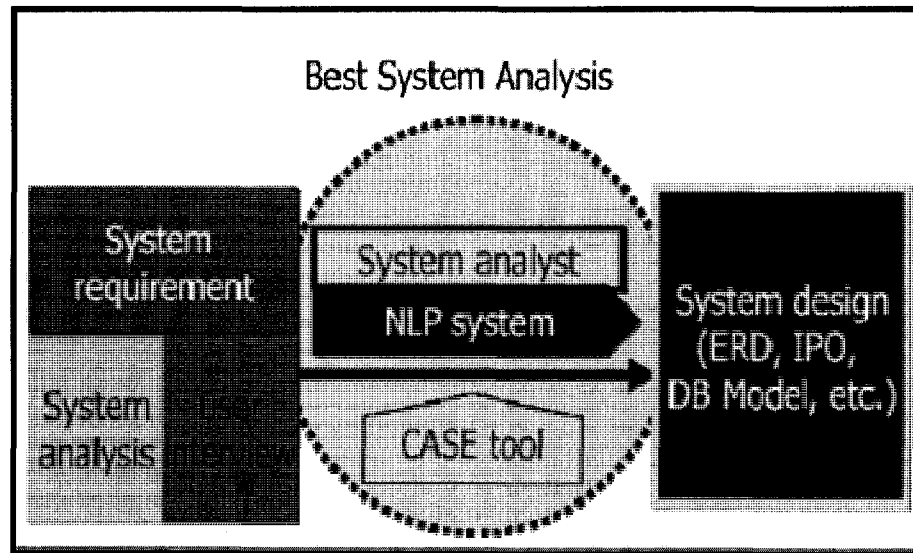 Best System Analysis
System
requirement
System
analysis
System analyst
NLP system
CASE tool
System design
(ERD, IPO,
DB Model, etc.)